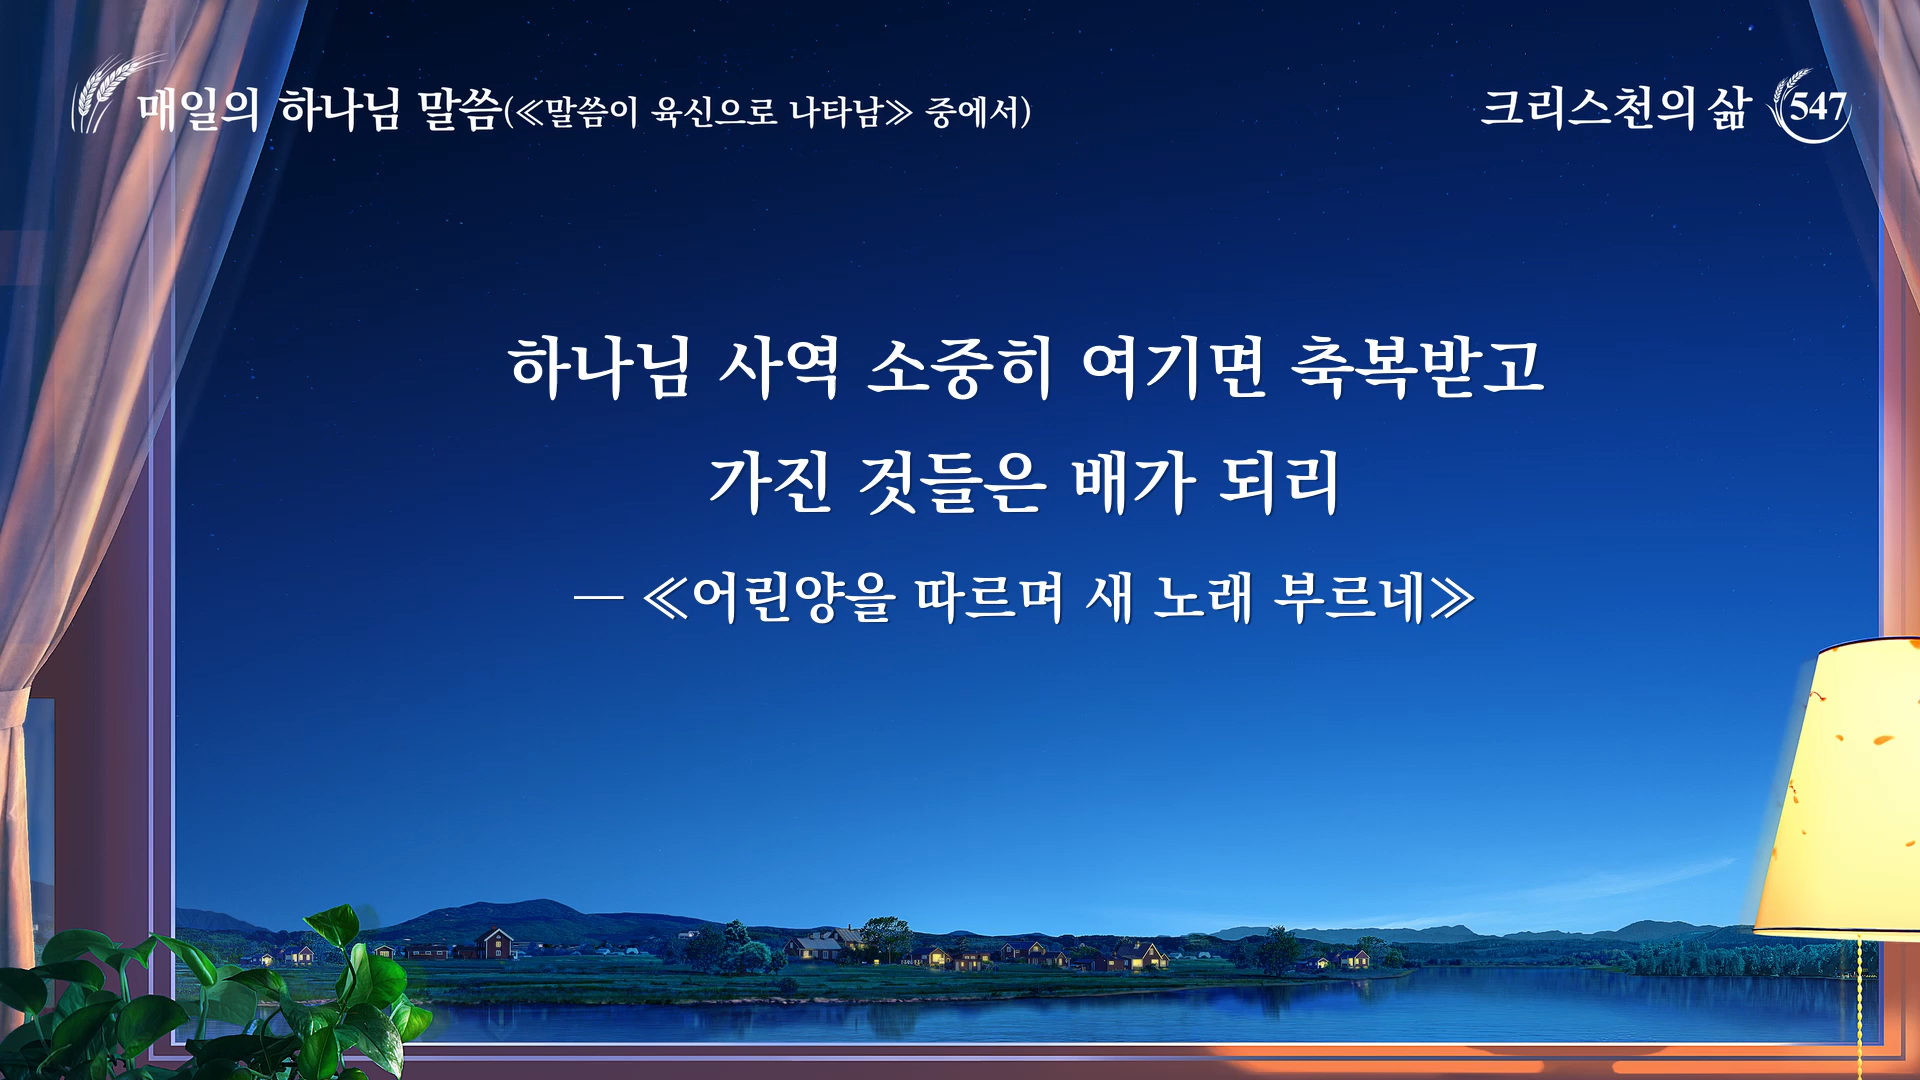 매일의 하나님 말씀(≪말씀이 육신으로 나타남≫ 중에서)
크리스천의 삶 547
하나님 사역 소중히 여기면 축복받고
가진 것들은 배가 되리
— ≪어린양을 따르며 새 노래 부르네≫